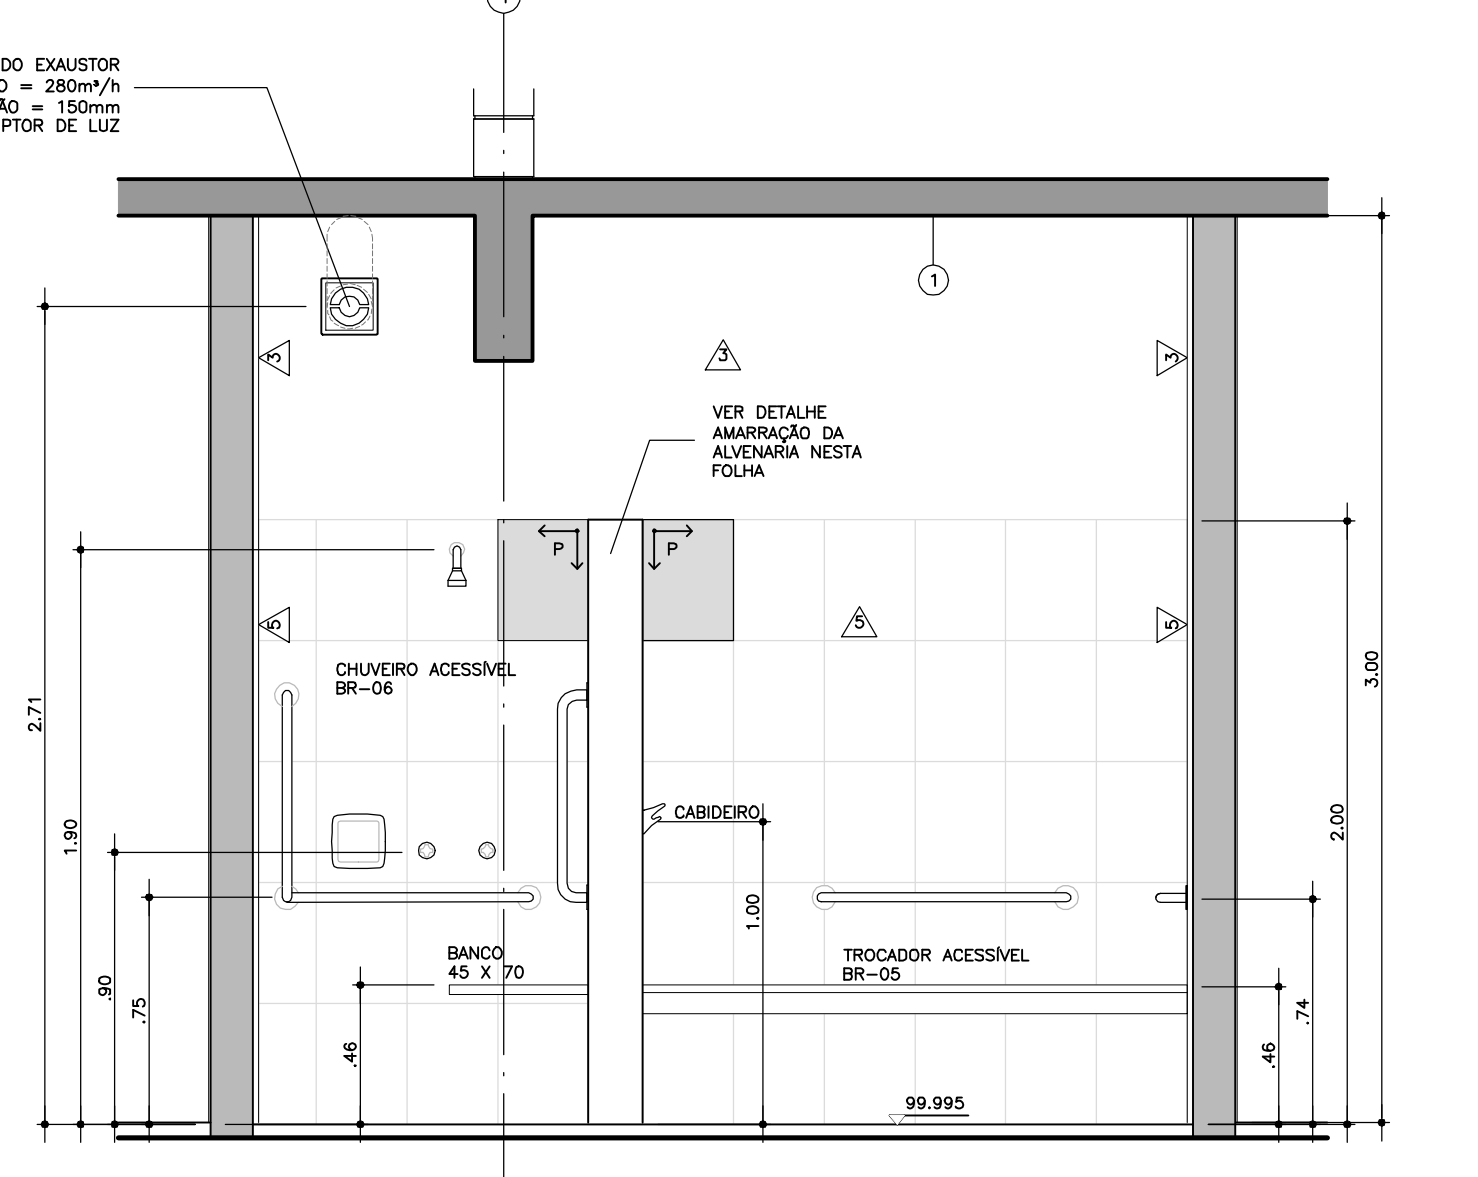 DO EXAUSTOR
= 280m³/h
= 150mm
DE LUZ
1
3
3
3
VER DETALHE
AMARRAÇÃO DA
ALVENARIA NESTA
FOLHA
P
P
5
5
5
CHUVEIRO ACESSÍVEL
BR-06
CABIDEIRO
BANCO
45 X 70
TROCADOR ACESSÍVEL
BR-05
99.995
2.71
1.90
.90
.75
.46
1.00
.46
.74
2.00
3.00